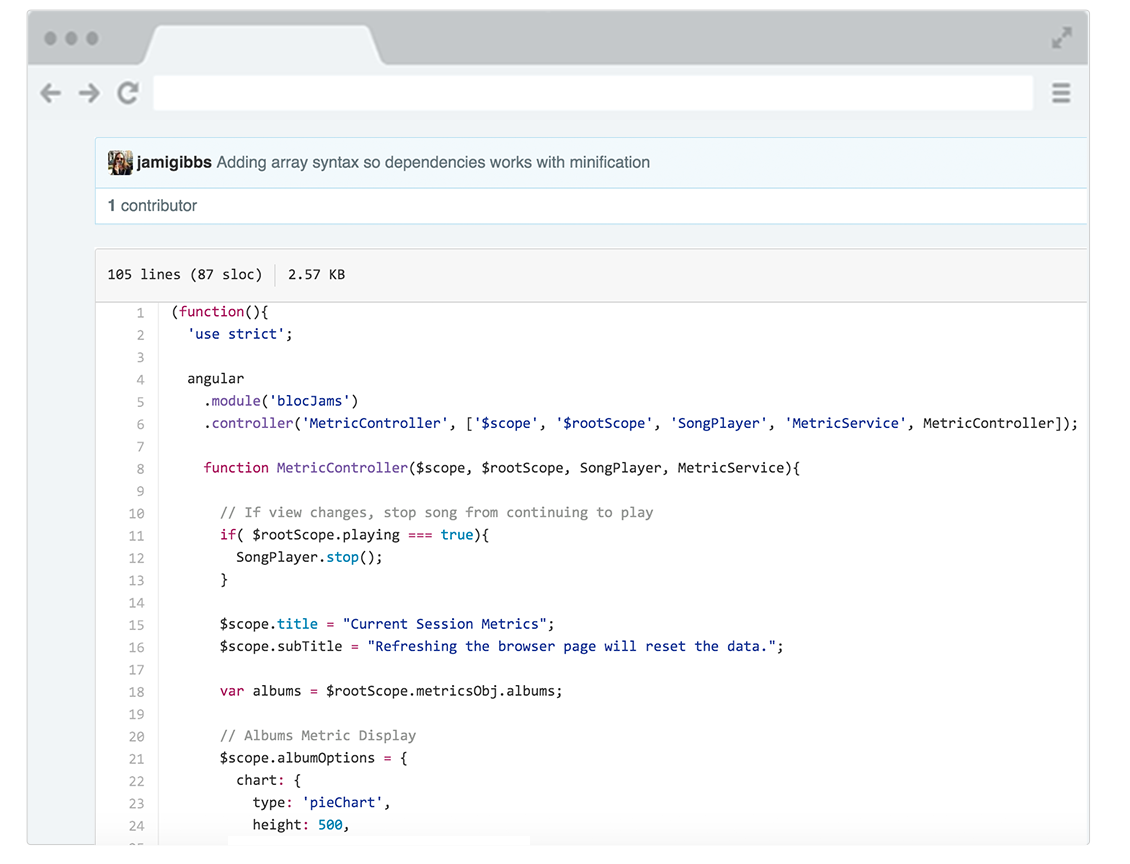 jamigibbs Adding array syntax so dependencies works with minification
1 contributor
105 lines (87 sloc) 2.57 KB
1 (function(){
2 'use strict';
3
4 angular
5 .module('blocJams')
6 .controller('MetricController', ['$scope', '$rootScope', 'SongPlayer', 'MetricService', MetricController]);
7
8 function MetricController($scope, $rootScope, SongPlayer, MetricService){
9
10 // If view changes, stop song from continuing to play
11 if( $rootScope.playing === true){
12 SongPlayer.stop();
13 }
14
15 $scope.title = "Current Session Metrics";
16 $scope.subTitle = "Refreshing the browser page will reset the data.";
17
18 var albums = $rootScope.metricsObj.albums;
19
20 // Albums Metric Display
21 $scope.albumOptions = {
22 chart: {
23 type: 'pieChart',
24 height: 500,